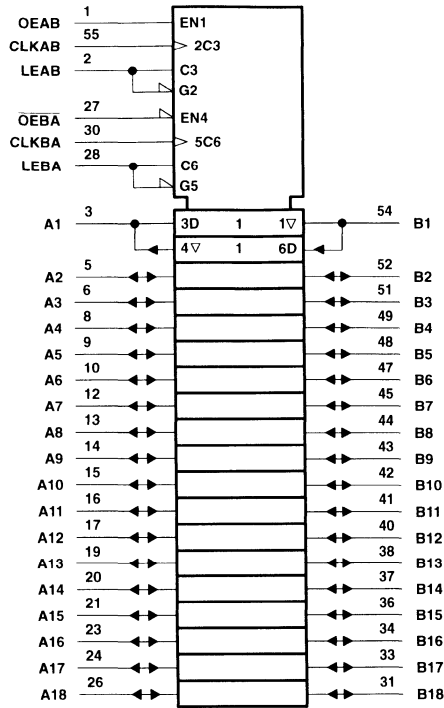 1
OEAB EN1
55
CLKAB 2C3
2
LEAB C3
G2
27
OEBA EN4
30
CLKBA 5C6
28
LEBA C6
G5
3 54
A1 3D 1 1▽ B1
4▽ 1 6D
5 52
A2 B2
6 51
A3 B3
8 49
A4 B4
9 48
A5 B5
10 47
A6 B6
12 45
A7 B7
13 44
A8 B8
14 43
A9 B9
15 42
A10 B10
16 41
A11 B11
17 40
A12 B12
19 38
A13 B13
20 37
A14 B14
21 36
A15 B15
23 34
A16 B16
24 33
A17 B17
26 31
A18 B18